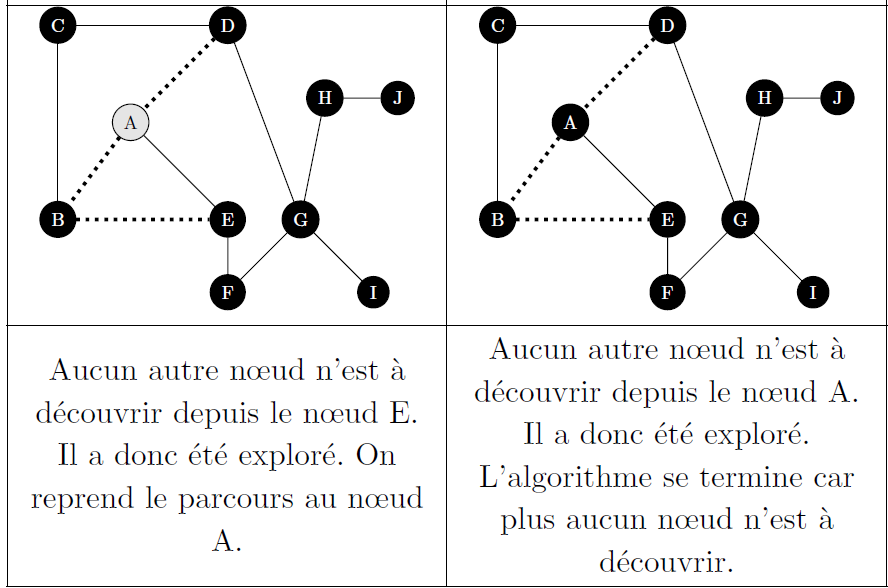 C D
H J
A
B E G
F I
C D
H J
A
B E G
F I
Aucun autre nœud n'est à
découvrir depuis le nœud E.
Il a donc été exploré. On
reprend le parcours au nœud
A.
Aucun autre nœud n'est à
découvrir depuis le nœud A.
Il a donc été exploré.
L'algorithme se termine car
plus aucun nœud n'est à
découvrir.